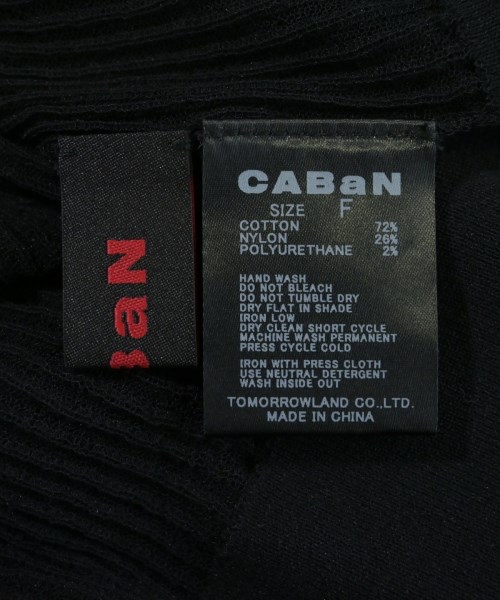 BaN
CABaN
SIZE F
COTTON 72%
NYLON 26%
POLYURETHANE 2%
HAND WASH
DO NOT BLEACH
DO NOT TUMBLE DRY
DRY FLAT IN SHADE
IRON LOW
DRY CLEAN SHORT CYCLE
MACHINE WASH PERMANENT
PRESS CYCLE COLD
IRON WITH PRESS CLOTH
USE NEUTRAL DETERGENT
WASH INSIDE OUT
TOMORROWLAND CO.,LTD.
MADE IN CHINA